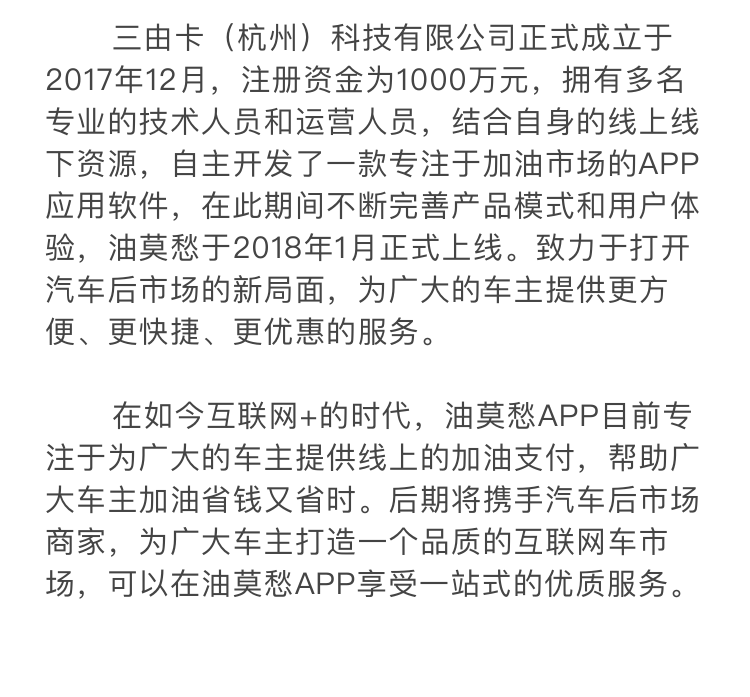 三由卡（杭州）科技有限公司正式成立于
2017年12月，注册资金为1000万元，拥有多名
专业的技术人员和运营人员，结合自身的线上线
下资源，自主开发了一款专注于加油市场的APP
应用软件，在此期间不断完善产品模式和用户体
验，油莫愁于2018年1月正式上线。致力于打开
汽车后市场的新局面，为广大的车主提供更方
便、更快捷、更优惠的服务。
在如今互联网+的时代，油莫愁APP目前专
注于为广大的车主提供线上的加油支付，帮助广
大车主加油省钱又省时。后期将携手汽车后市场
商家，为广大车主打造一个品质的互联网车市
场，可以在油莫愁APP享受一站式的优质服务。